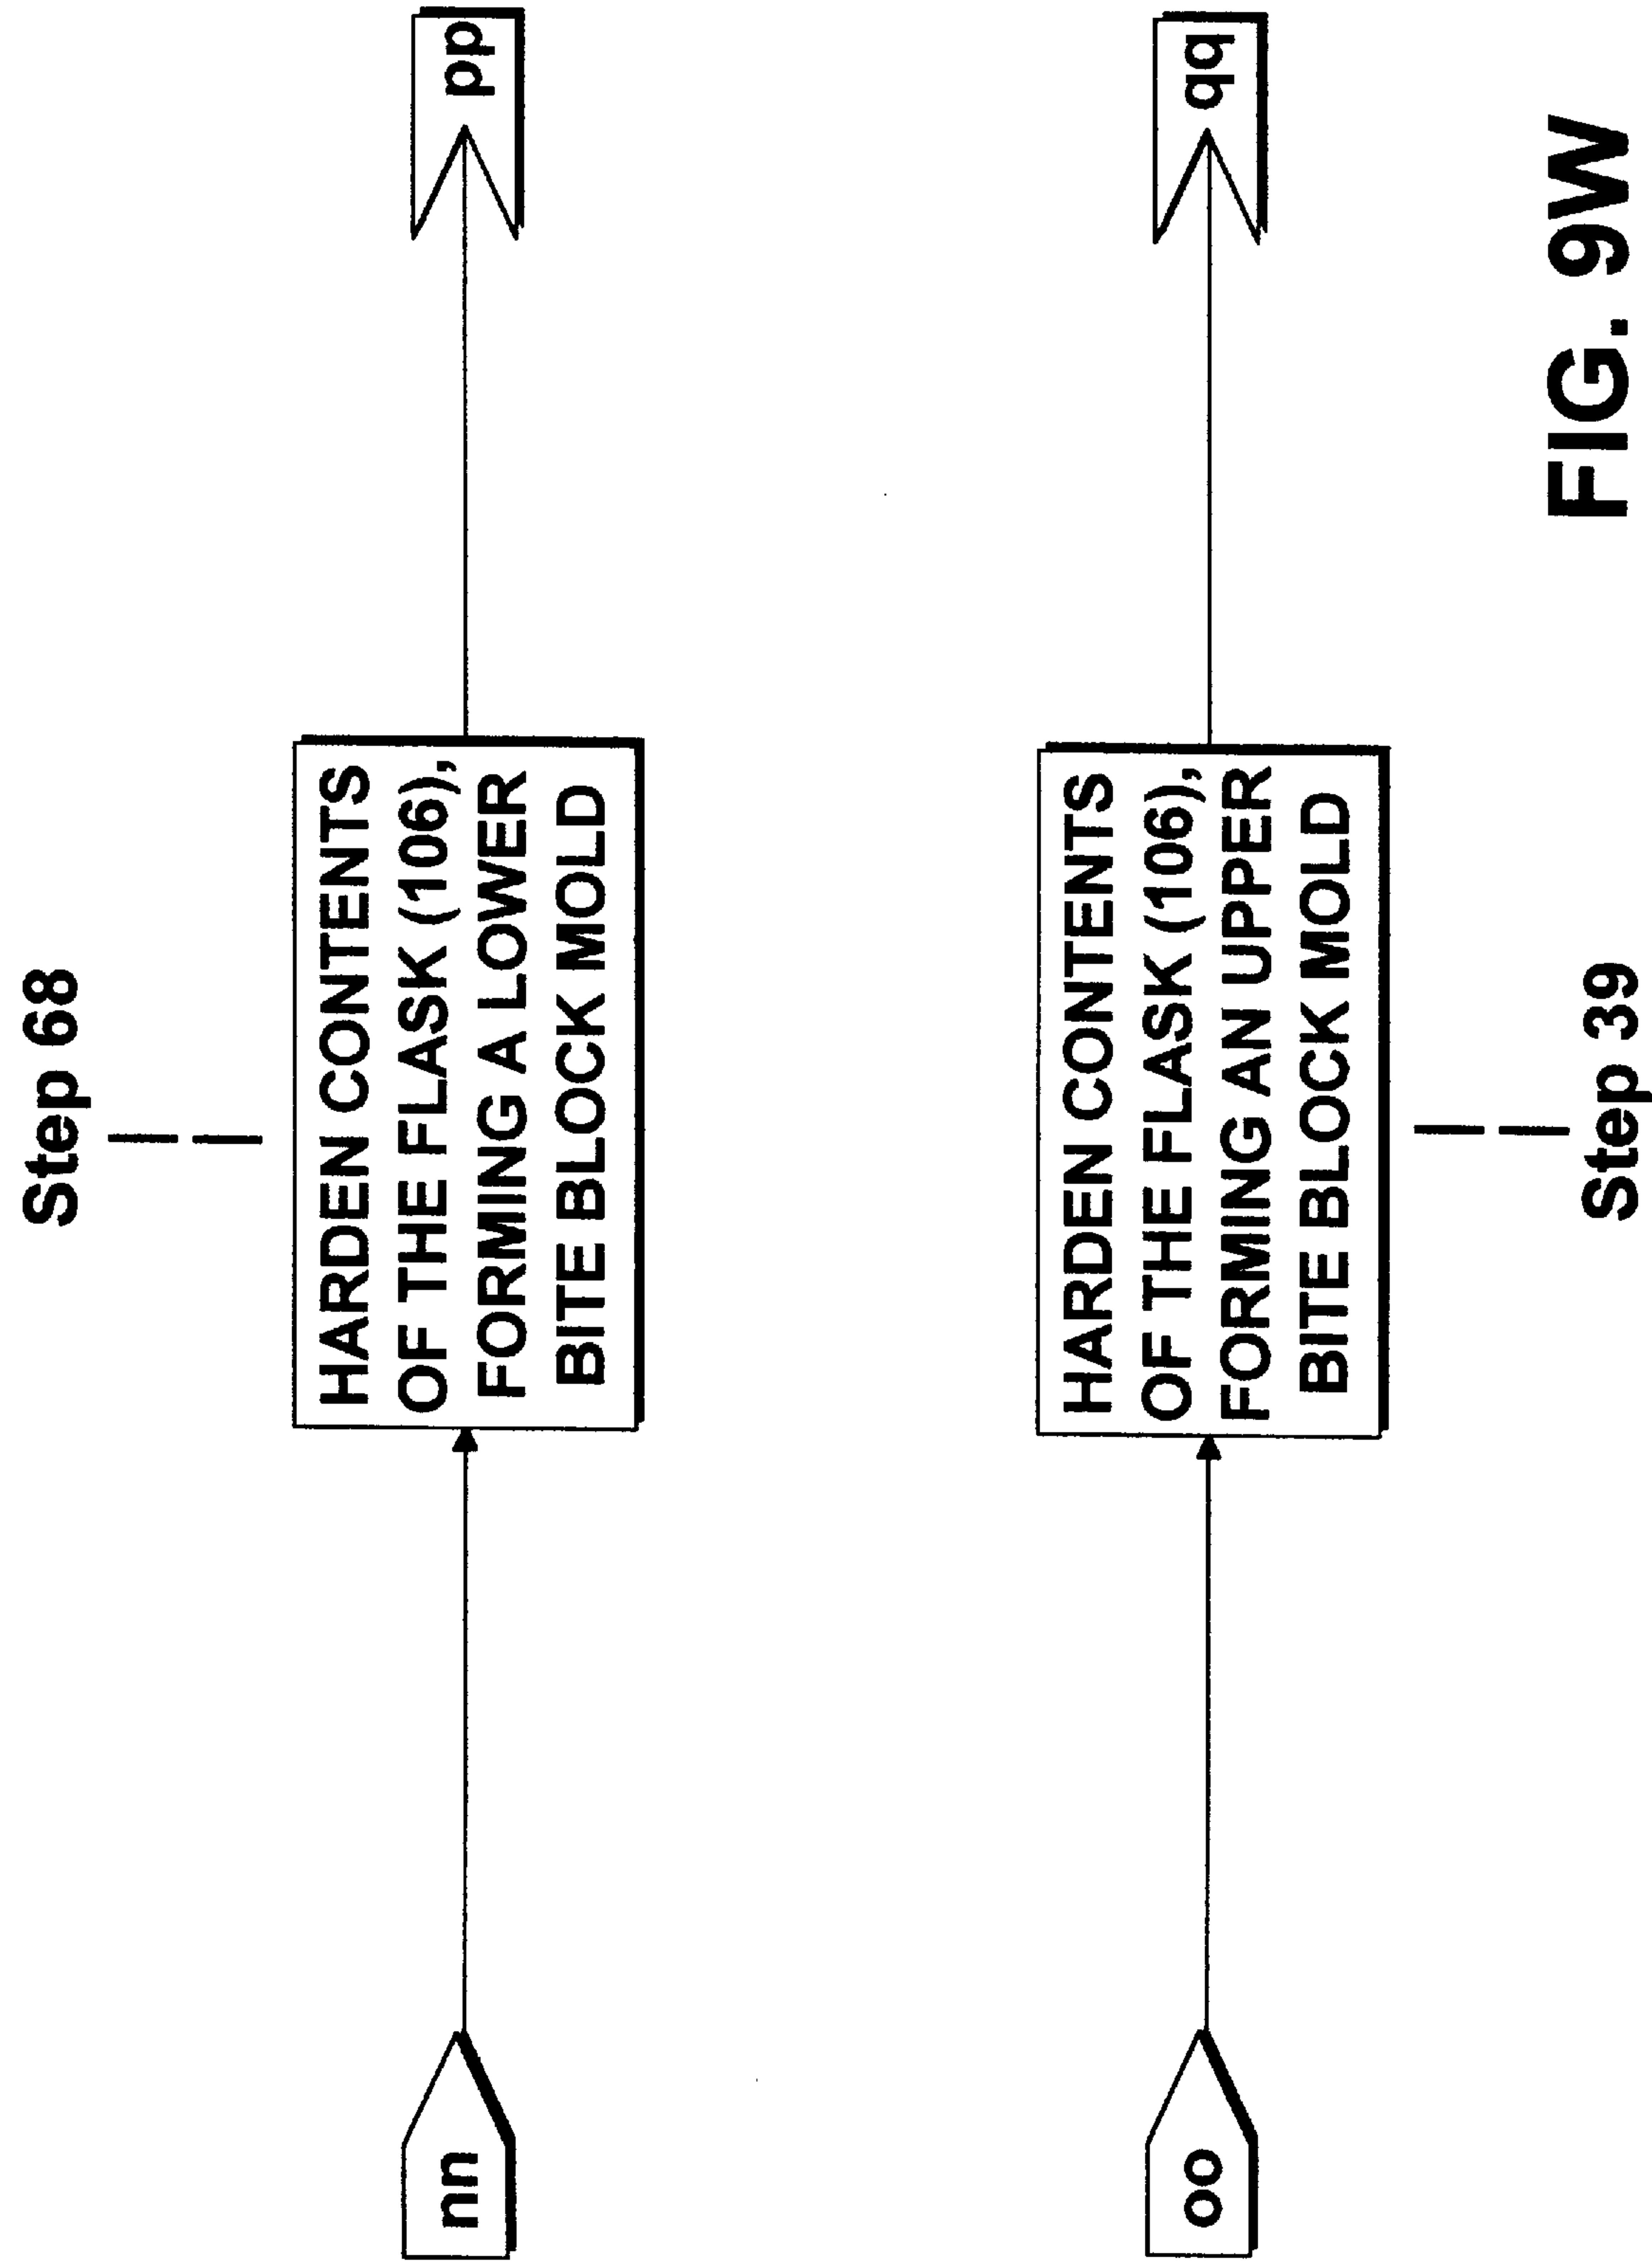 Step 68
nn
HARDEN CONTENTS
OF THE FLASK (106),
FORMING A LOWER
BITE BLOCK MOLD
pp
oo
HARDEN CONTENTS
OF THE FLASK (106),
FORMING AN UPPER
BITE BLOCK MOLD
qq
Step 39
FIG. 9W